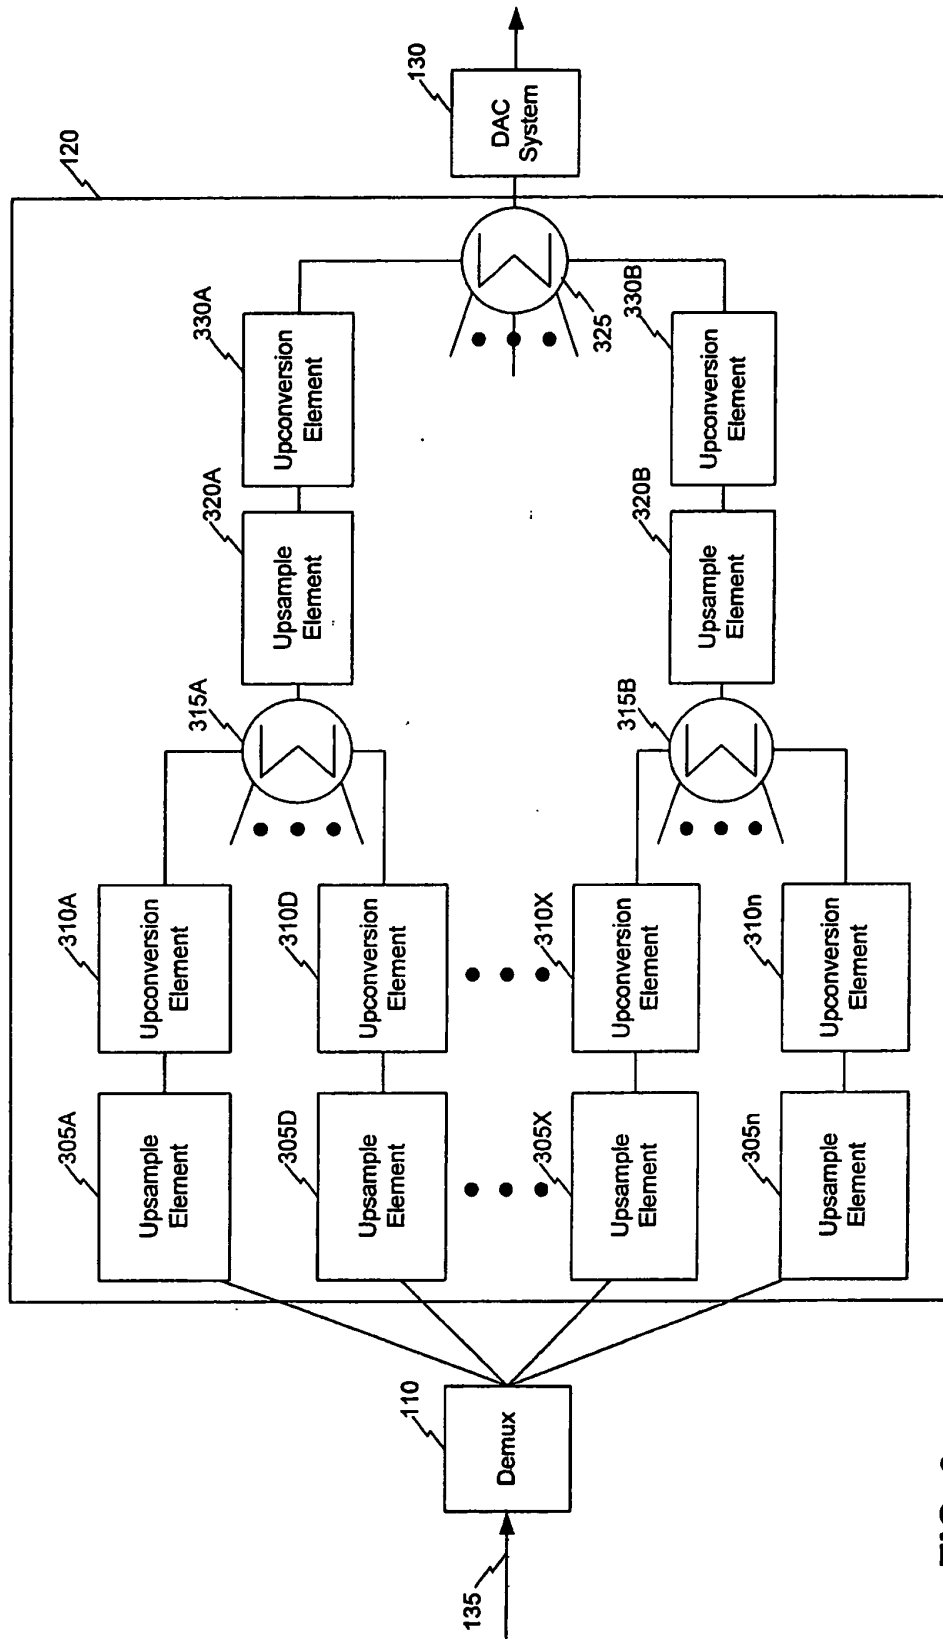 120
305A
Upsample
Element
310A
Upconversion
Element
315A
Σ
320A
Upsample
Element
330A
Upconversion
Element
305D
Upsample
Element
310D
Upconversion
Element
130
DAC
System
110
Demux
135
Σ
325
305X
Upsample
Element
310X
Upconversion
Element
315B
Σ
320B
Upsample
Element
330B
Upconversion
Element
305n
Upsample
Element
310n
Upconversion
Element
FIG.